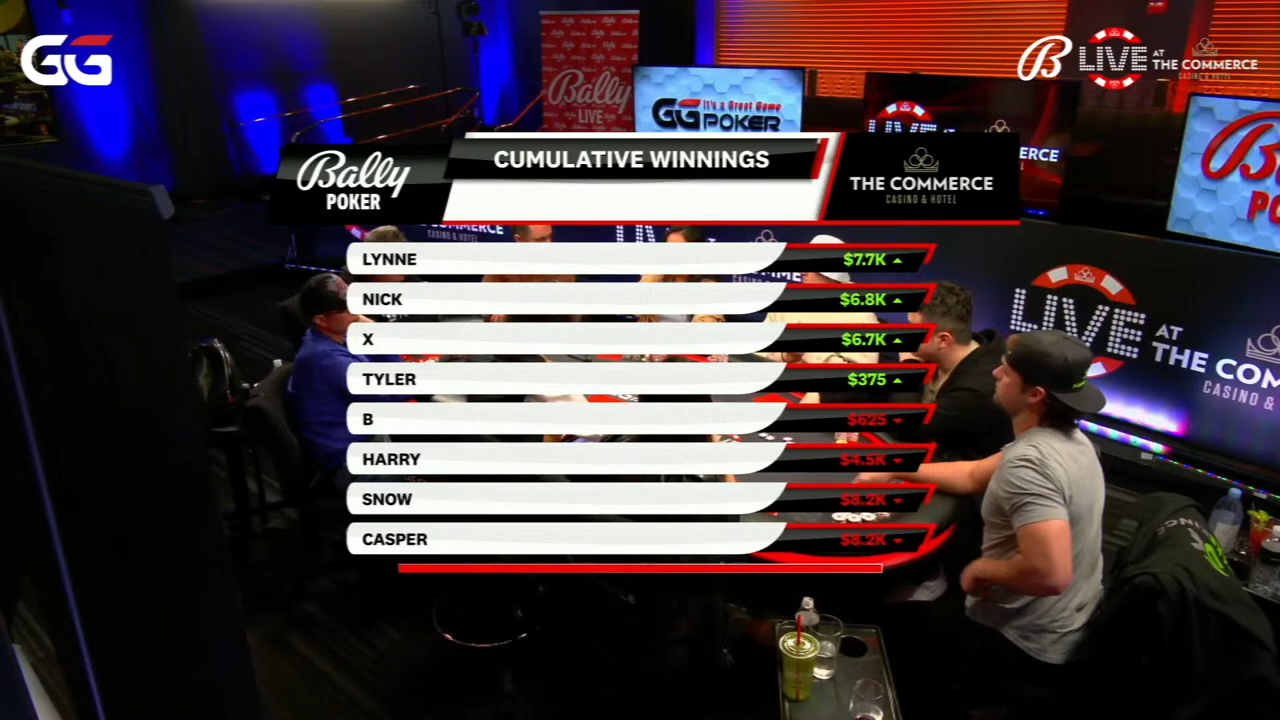 GG
B LIVE AT THE COMMERCE
CASINO & HOTEL
Bally
LIVE
GG POKER It's a Great Game
Bally
POKER
CUMULATIVE WINNINGS
THE COMMERCE
CASINO & HOTEL
LYNNE $7.7K
NICK $6.8K
X $6.7K
TYLER $375
B $625
HARRY $4.5K
SNOW $8.2K
CASPER $8.2K
LIVE AT
THE COM
CASINO &